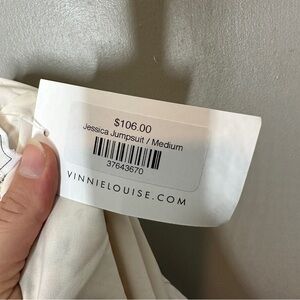 $106.00
Jessica Jumpsuit / Medium
37643670
VINNIELOUISE.COM